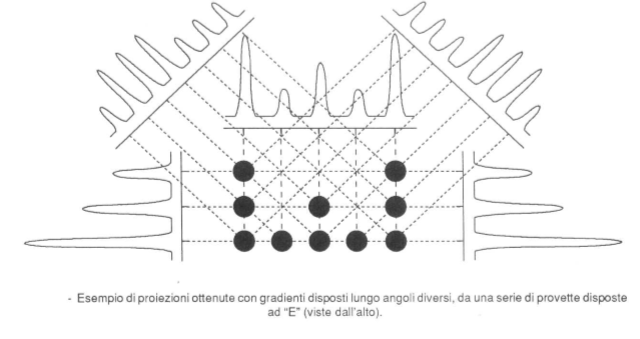 - Esempio di proiezioni ottenute con gradienti disposti lungo angoli diversi, da una serie di provette disposte
ad "E" (viste dall'alto).